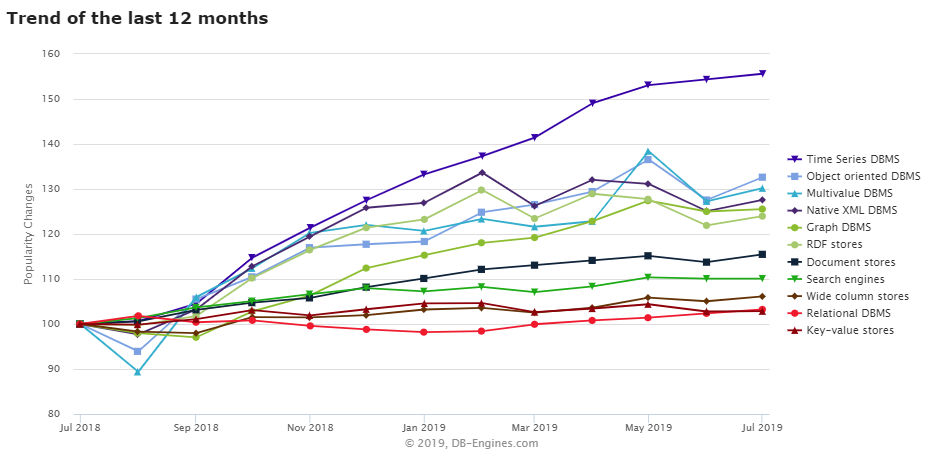 Trend of the last 12 months
160
150
140
130
120
110
100
90
80
Popularity Changes
Jul 2018
Sep 2018
Nov 2018
Jan 2019
Mar 2019
May 2019
Jul 2019
© 2019, DB-Engines.com
Time Series DBMS
Object oriented DBMS
Multivalue DBMS
Native XML DBMS
Graph DBMS
RDF stores
Document stores
Search engines
Wide column stores
Relational DBMS
Key-value stores